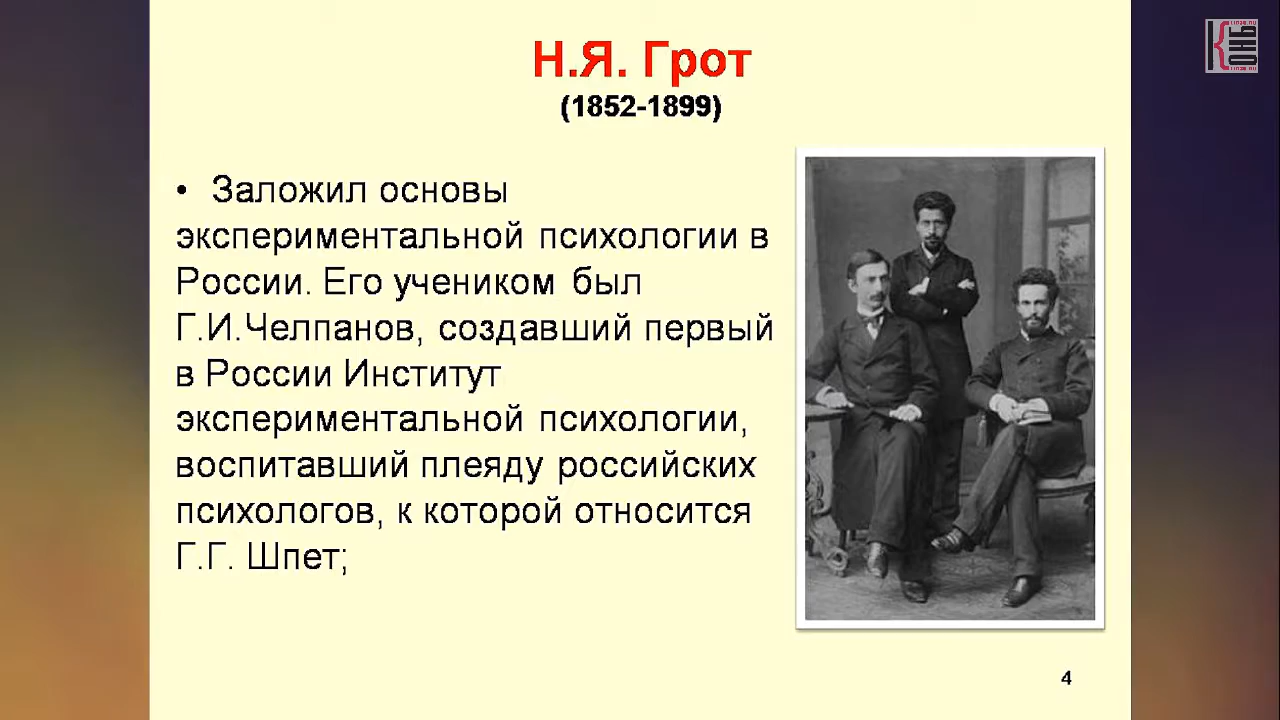 Н.Я. Грот
(1852-1899)
• Заложил основы
экспериментальной психологии в
России. Его учеником был
Г.И.Челпанов, создавший первый
в России Институт
экспериментальной психологии,
воспитавший плеяду российских
психологов, к которой относится
Г.Г. Шпет;
4